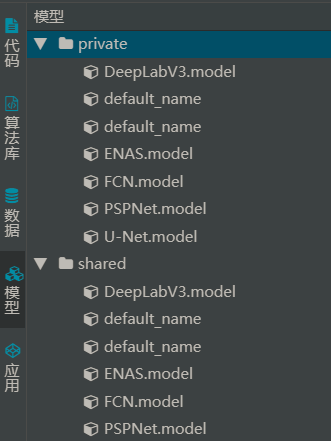 代码
算法库
数据
模型
应用
模型
private
DeepLabV3.model
default_name
default_name
ENAS.model
FCN.model
PSPNet.model
U-Net.model
shared
DeepLabV3.model
default_name
default_name
ENAS.model
FCN.model
PSPNet.model